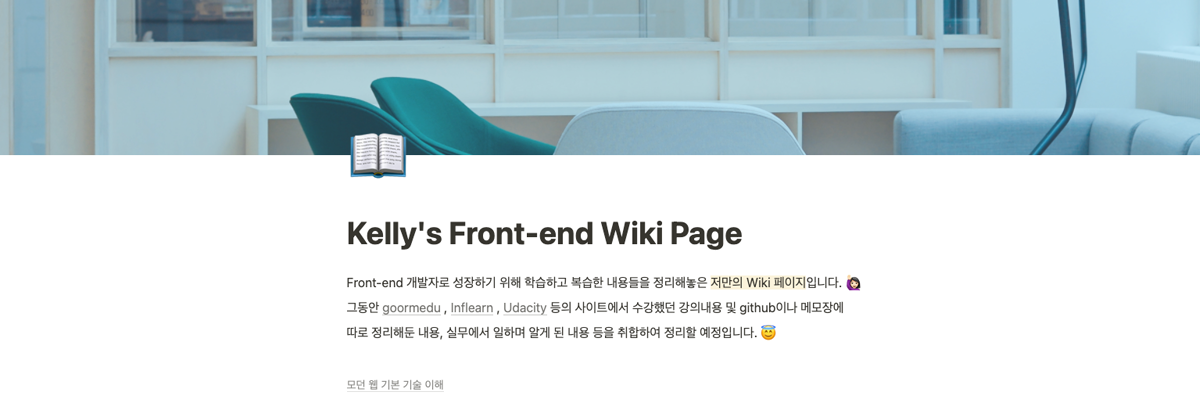 Kelly's Front-end Wiki Page
Front-end 개발자로 성장하기 위해 학습하고 복습한 내용들을 정리해놓은 저만의 Wiki 페이지입니다. 🙋🏻‍♀️
그동안 goormedu , Inflearn , Udacity 등의 사이트에서 수강했던 강의내용 및 github이나 메모장에
따로 정리해둔 내용, 실무에서 일하며 알게 된 내용 등을 취합하여 정리할 예정입니다. 😇
모던 웹 기본 기술 이해